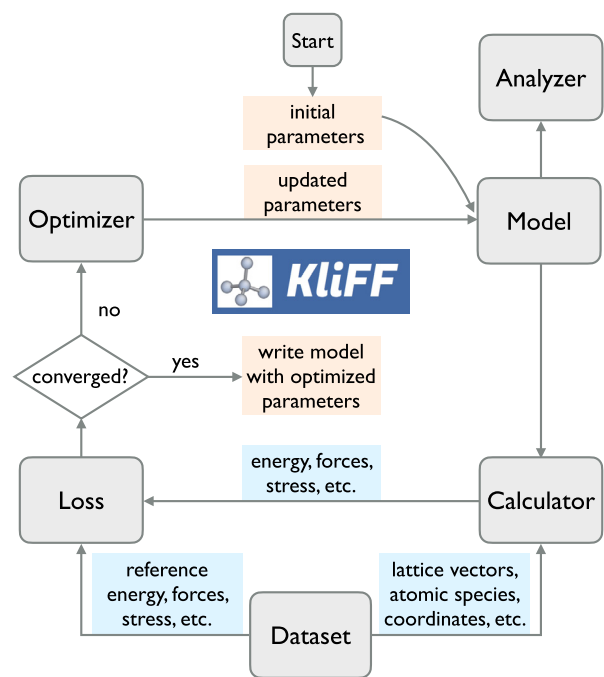 Start
Analyzer
initial
parameters
updated
parameters
Optimizer
Model
KLIFF
no
converged?
yes
write model
with optimized
parameters
energy, forces,
stress, etc.
Loss
Calculator
reference
energy, forces,
stress, etc.
lattice vectors,
atomic species,
coordinates, etc.
Dataset